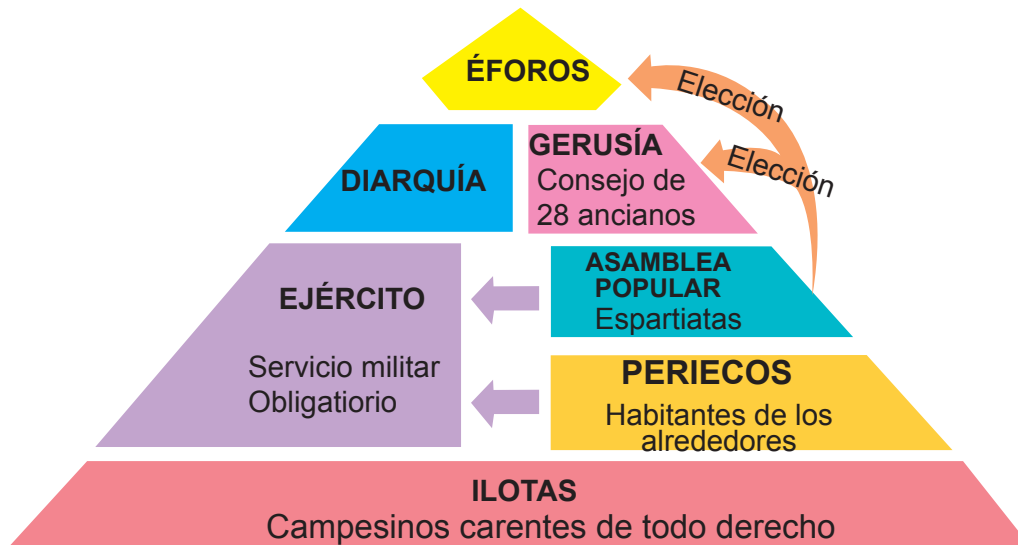 ÉFOROS
Elección
DIARQUÍA
GERUSÍA
Consejo de
28 ancianos
Elección
EJÉRCITO
Servicio militar
Obligatiorio
ASAMBLEA
POPULAR
Espartiatas
PERIECOS
Habitantes de los
alrededores
ILOTAS
Campesinos carentes de todo derecho